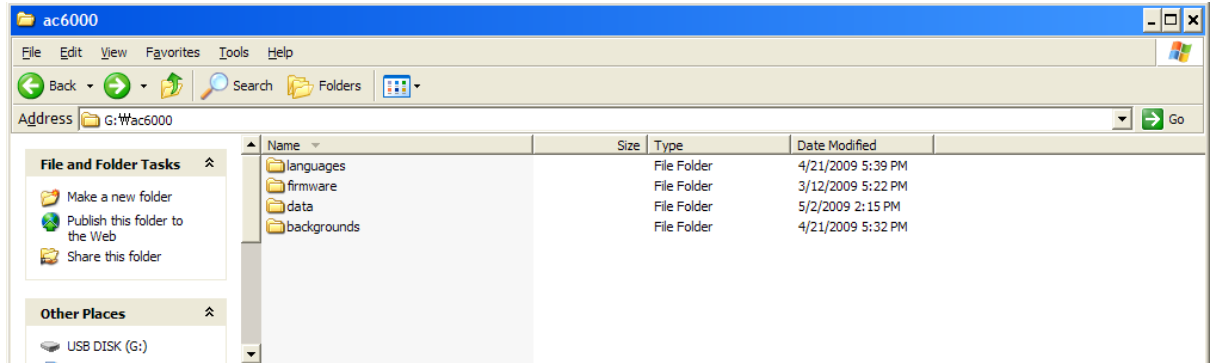 ac6000
File Edit View Favorites Tools Help
Back Search Folders
Address G:₩ac6000 Go
File and Folder Tasks
Make a new folder
Publish this folder to
the Web
Share this folder
Other Places
USB DISK (G:)
Name Size Type Date Modified
languages File Folder 4/21/2009 5:39 PM
firmware File Folder 3/12/2009 5:22 PM
data File Folder 5/2/2009 2:15 PM
backgrounds File Folder 4/21/2009 5:32 PM